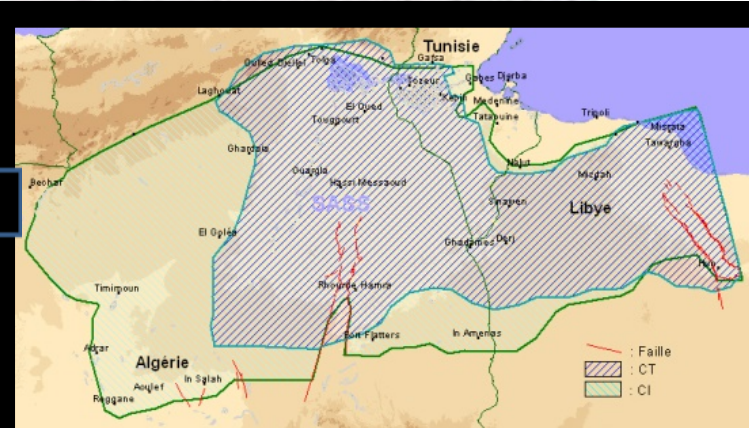 Tunisie
Ouled Djellel
Tolga
Gafsa
Tozeur
Gabes
Djerba
Laghouat
El Oued
Kebili
Medenine
Touggourt
Tataouine
Tripoli
Misrata
Tawargha
Ghardaia
Nalut
Ouargla
Mizdah
Bechar
Hassi Messaoud
SASS
Sinawen
Libye
El Goléa
Ghadames
Derj
Hun
Timimoun
Rhourde Hamra
Fort Flatters
In Amenas
Adrar
Algérie
In Salah
Aoulef
Reggane
: Faille
: CT
: CI